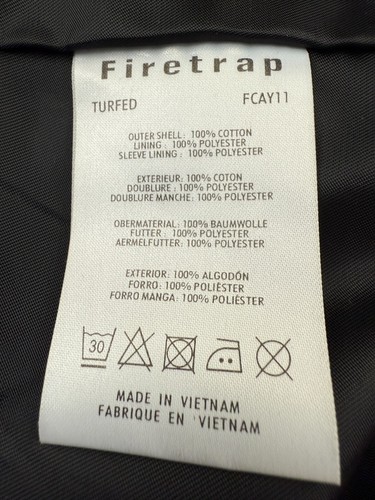 Firetrap
TURFED FCAY11
OUTER SHELL: 100% COTTON
LINING : 100% POLYESTER
SLEEVE LINING : 100% POLYESTER
EXTERIEUR: 100% COTON
DOUBLURE : 100% POLYESTER
DOUBLURE MANCHE: 100% POLYESTER
OBERMATERIAL: 100% BAUMWOLLE
FUTTER : 100% POLYESTER
AERMELFUTTER: 100% POLYESTER
EXTERIOR: 100% ALGODÓN
FORRO: 100% POLIÈSTER
FORRO MANGA: 100% POLIÈSTER
30
MADE IN VIETNAM
FABRIQUE EN VIETNAM